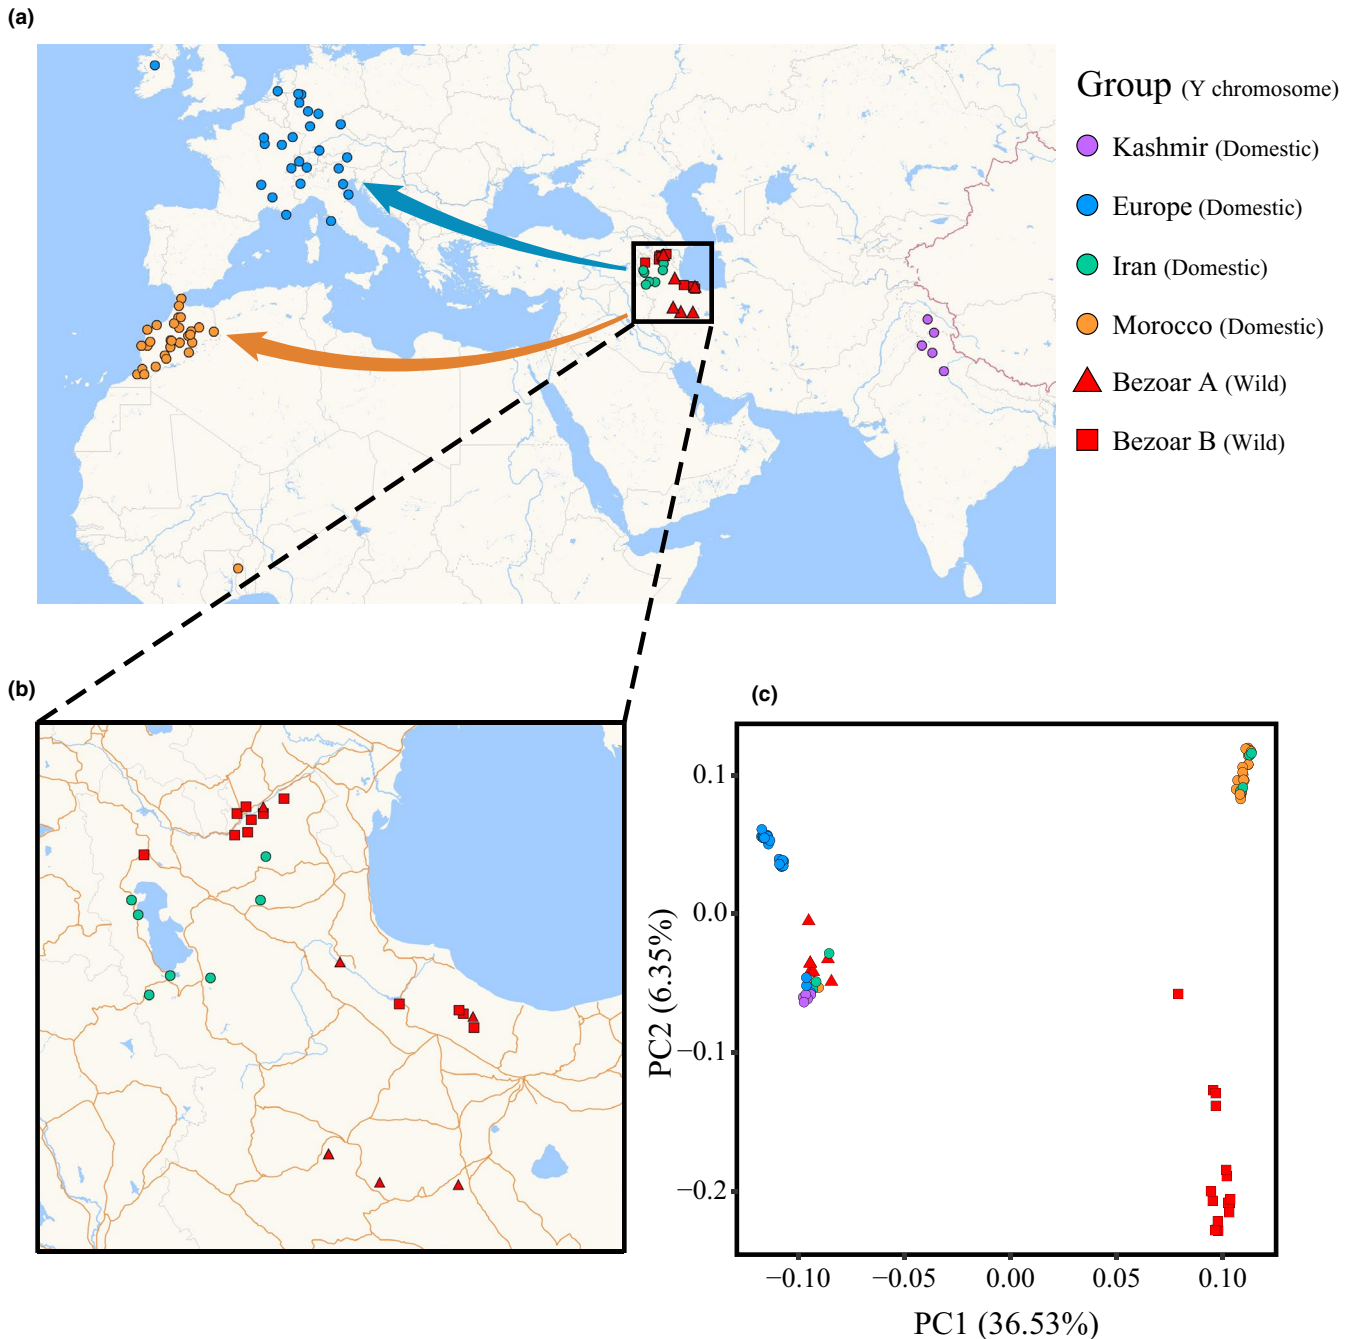 (a)
Group (Y chromosome)
Kashmir (Domestic)
Europe (Domestic)
Iran (Domestic)
Morocco (Domestic)
Bezoar A (Wild)
Bezoar B (Wild)
(b)
(c)
PC2 (6.35%)
0.1
0.0
−0.1
−0.2
−0.10 −0.05 0.00 0.05 0.10
PC1 (36.53%)